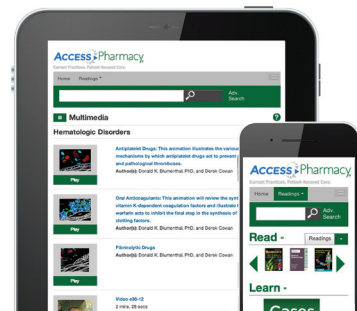 ACCESS Pharmacy
Current Practices. Patient-focused Care.
Home Readings
Adv. Search
Multimedia
?
Hematologic Disorders
Antiplatelet Drugs: This animation illustrates the various
mechanisms by which antiplatelet drugs act to prevent
and pathological thromboses.
Author(s): Donald K. Blumenthal, PhD, and Derek Cowan
Play
Oral Anticoagulants: This animation will review the
vitamin K-dependent coagulation factors and illustrate
warfarin acts to inhibit the final step in the synthesis of
clotting factors.
Author(s): Donald K. Blumenthal PhD, and Derek Cowan
Play
Fibrinolytic Drugs
Author(s): Donald K. Blumenthal, PhD, and Derek Cowan
Play
Video e36-12
2 mins, 28 secs
ACCESS Pharmacy
Current Practices. Patient-focused Care.
Home Readings
Adv. Search
Read
Readings
Learn
Cases